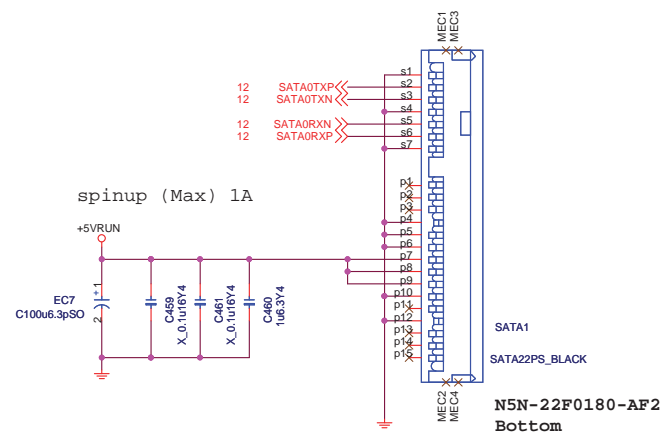 MEC1
MEC3
s1
12 SATA0TXP s2
12 SATA0TXN s3
s4
12 SATA0RXN s5
12 SATA0RXP s6
s7
spinup (Max) 1A
+5VRUN
p1
p2
p3
p4
p5
p6
p7
p8
p9
p10
p11
p12
p13
p14
p15
EC7
C100u6.3pSO
+
1
2
C459
X_0.1u16Y4
C461
X_0.1u16Y4
C460
1u6.3Y4
SATA1
SATA22PS_BLACK
MEC2
MEC4
N5N-22F0180-AF2
Bottom